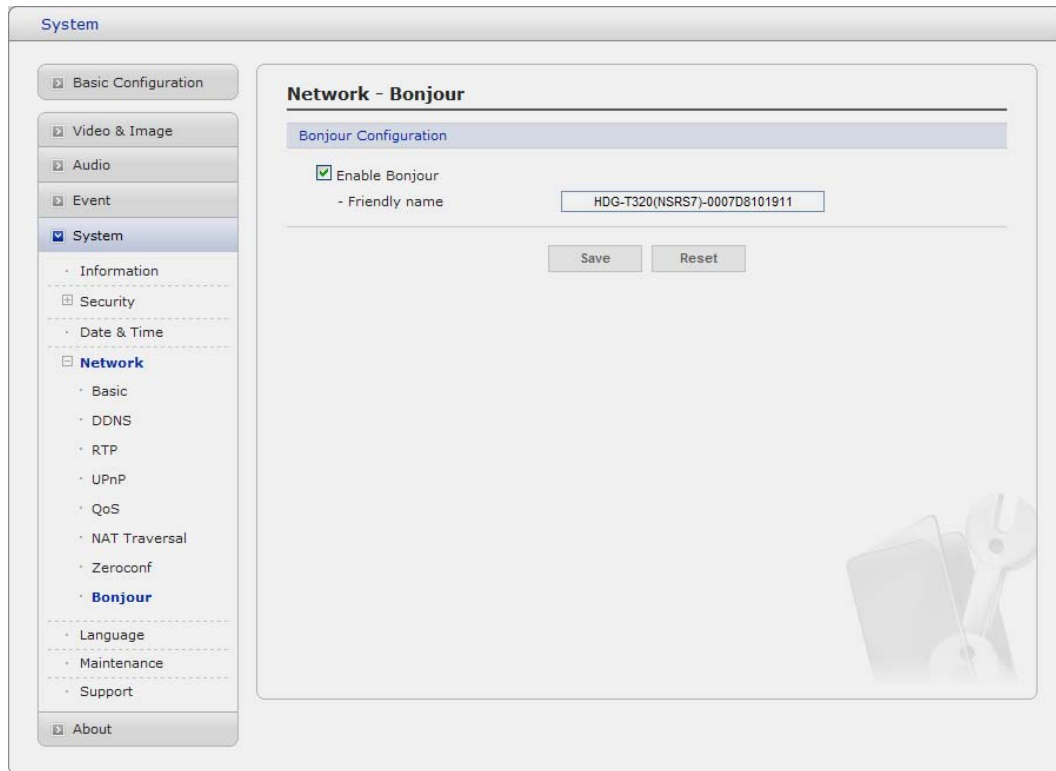 System
Basic Configuration
Video & Image
Audio
Event
System
Information
Security
Date & Time
Network
Basic
DDNS
RTP
UPnP
QoS
NAT Traversal
Zeroconf
Bonjour
Language
Maintenance
Support
About
Network - Bonjour
Bonjour Configuration
Enable Bonjour
- Friendly name HDG-T320(NSRS7)-0007D8101911
Save Reset